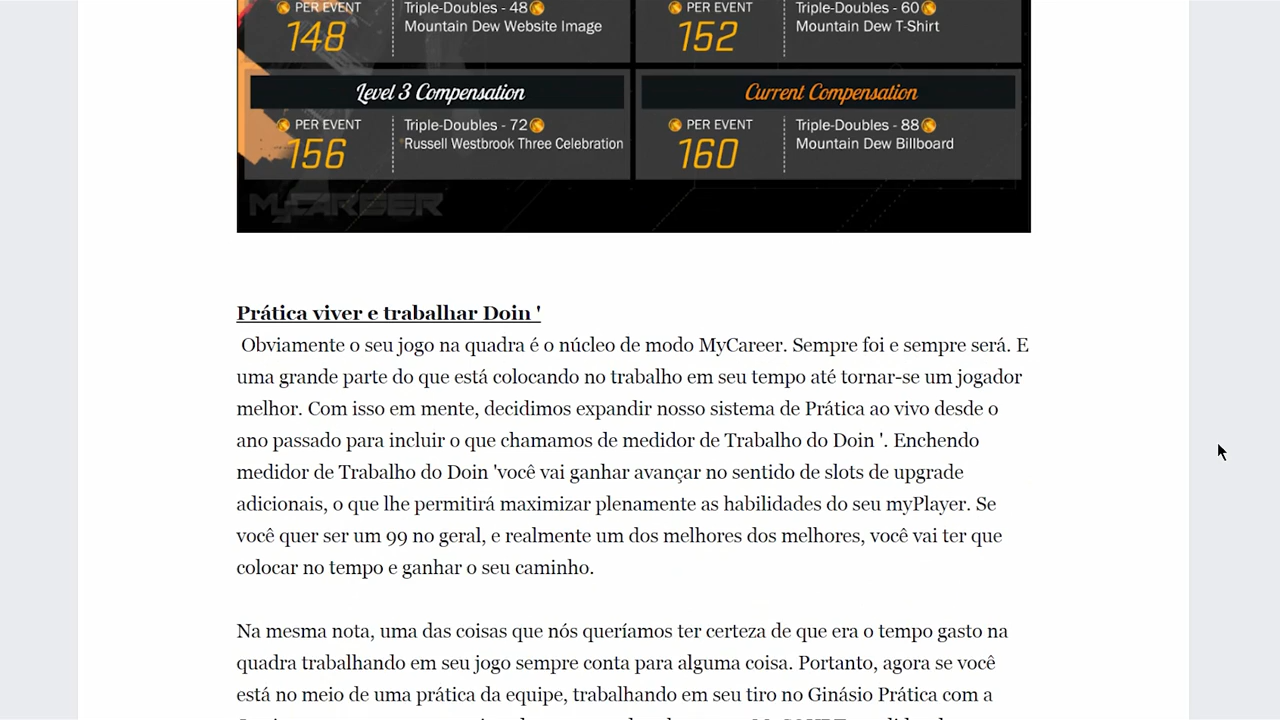 PER EVENT
148
Triple-Doubles - 48
Mountain Dew Website Image
PER EVENT
152
Triple-Doubles - 60
Mountain Dew T-Shirt
Level 3 Compensation
PER EVENT
156
Triple-Doubles - 72
Russell Westbrook Three Celebration
Current Compensation
PER EVENT
160
Triple-Doubles - 88
Mountain Dew Billboard
MYCAREER
Prática viver e trabalhar Doin '
Obviamente o seu jogo na quadra é o núcleo de modo MyCareer. Sempre foi e sempre será. E
uma grande parte do que está colocando no trabalho em seu tempo até tornar-se um jogador
melhor. Com isso em mente, decidimos expandir nosso sistema de Prática ao vivo desde o
ano passado para incluir o que chamamos de medidor de Trabalho do Doin '. Enchendo
medidor de Trabalho do Doin 'você vai ganhar avançar no sentido de slots de upgrade
adicionais, o que lhe permitirá maximizar plenamente as habilidades do seu myPlayer. Se
você quer ser um 99 no geral, e realmente um dos melhores dos melhores, você vai ter que
colocar no tempo e ganhar o seu caminho.
Na mesma nota, uma das coisas que nós queríamos ter certeza de que era o tempo gasto na
quadra trabalhando em seu jogo sempre conta para alguma coisa. Portanto, agora se você
está no meio de uma prática da equipe, trabalhando em seu tiro no Ginásio Prática com a